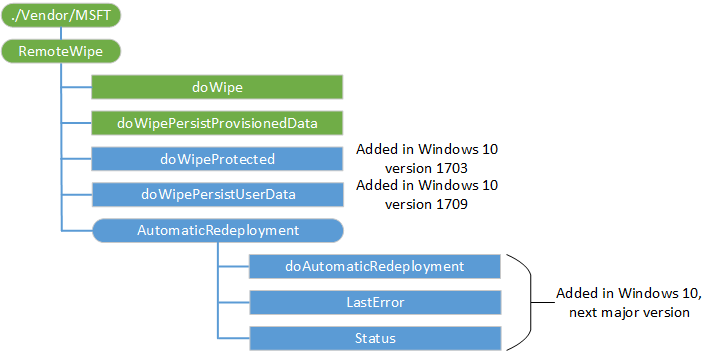 ./Vendor/MSFT
RemoteWipe
doWipe
doWipePersistProvisionedData
doWipeProtected
Added in Windows 10
version 1703
doWipePersistUserData
Added in Windows 10
version 1709
AutomaticRedeployment
doAutomaticRedeployment
LastError
Status
Added in Windows 10,
next major version